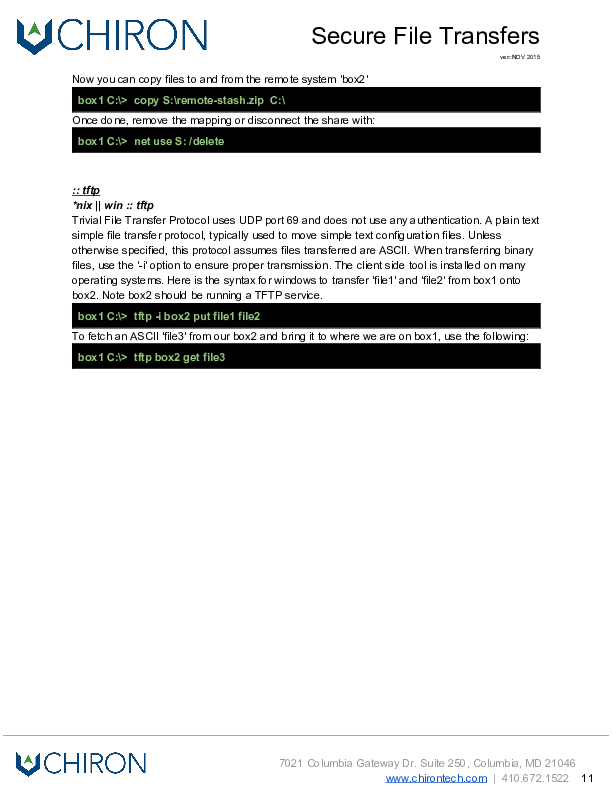 CHIRON
Secure File Transfers
ver:NOV 2015
Now you can copy files to and from the remote system 'box2'
box1 C:\> copy S:\remote-stash.zip C:\
Once done, remove the mapping or disconnect the share with:
box1 C:\> net use S: /delete
:: tftp
*nix || win :: tftp
Trivial File Transfer Protocol uses UDP port 69 and does not use any authentication. A plain text
simple file transfer protocol, typically used to move simple text configuration files. Unless
otherwise specified, this protocol assumes files transferred are ASCII. When transferring binary
files, use the '-i' option to ensure proper transmission. The client side tool is installed on many
operating systems. Here is the syntax for windows to transfer 'file1' and 'file2' from box1 onto
box2. Note box2 should be running a TFTP service.
box1 C:\> tftp -i box2 put file1 file2
To fetch an ASCII 'file3' from our box2 and bring it to where we are on box1, use the following:
box1 C:\> tftp box2 get file3
CHIRON
7021 Columbia Gateway Dr. Suite 250, Columbia, MD 21046
www.chirontech.com | 410.672.1522 11